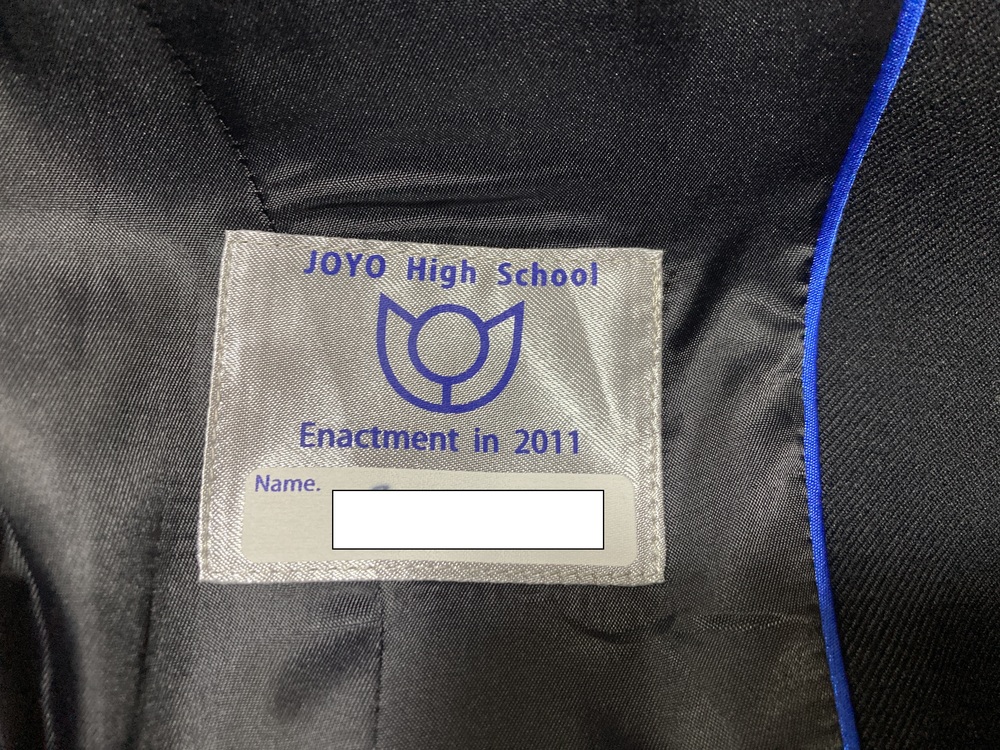 JOYO High School
Enactment in 2011
Name.